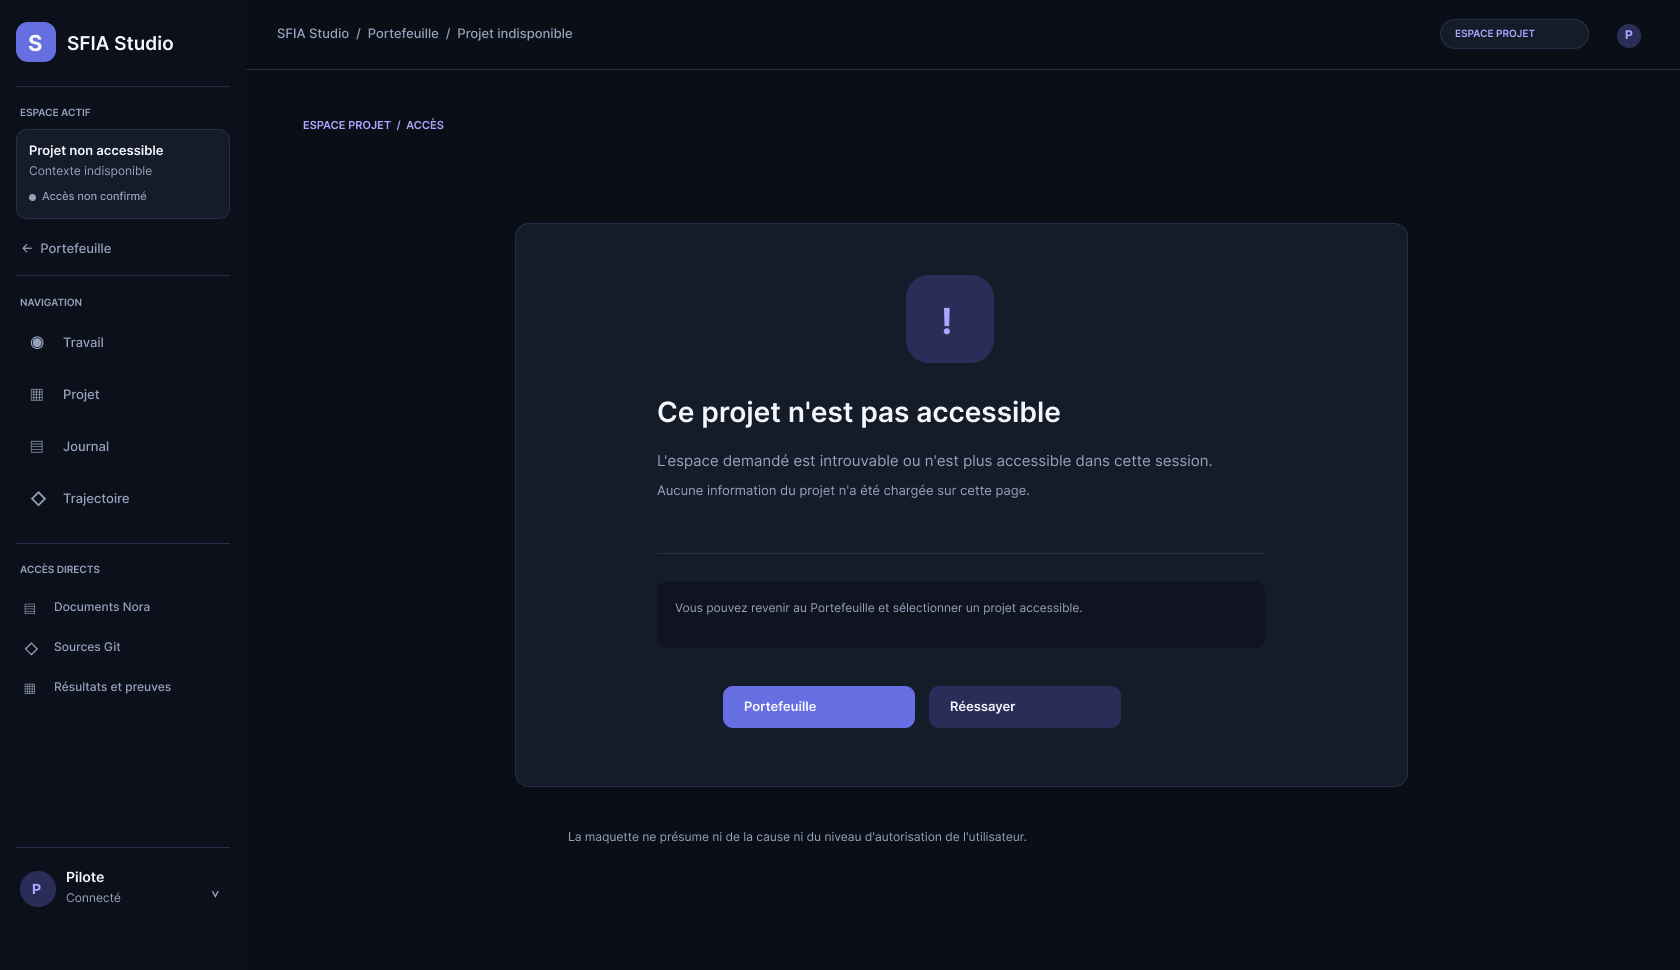 S SFIA Studio
ESPACE ACTIF
Projet non accessible
Contexte indisponible
Accès non confirmé
← Portefeuille
NAVIGATION
Travail
Projet
Journal
Trajectoire
ACCÈS DIRECTS
Documents Nora
Sources Git
Résultats et preuves
P Pilote
Connecté
SFIA Studio / Portefeuille / Projet indisponible
ESPACE PROJET
P
ESPACE PROJET / ACCÈS
!
Ce projet n'est pas accessible
L'espace demandé est introuvable ou n'est plus accessible dans cette session.
Aucune information du projet n'a été chargée sur cette page.
Vous pouvez revenir au Portefeuille et sélectionner un projet accessible.
Portefeuille
Réessayer
La maquette ne présume ni de la cause ni du niveau d'autorisation de l'utilisateur.